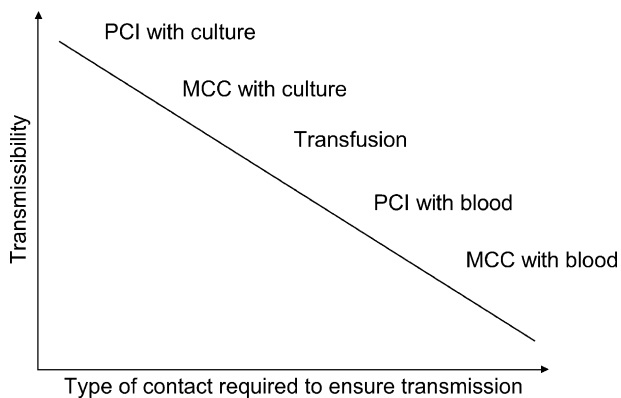 PCI with culture
MCC with culture
Transfusion
PCI with blood
MCC with blood
Transmissibility
Type of contact required to ensure transmission